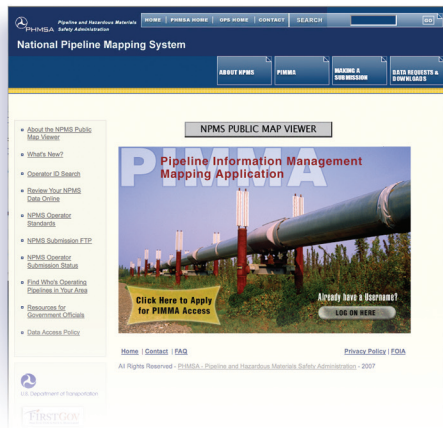 PHMSA
Pipeline and Hazardous Materials
Safety Administration
HOME | PHMSA HOME | OPS HOME | CONTACT
SEARCH
GO
National Pipeline Mapping System
ABOUT NPMS
PIMMA
MAKING A
SUBMISSION
DATA REQUESTS &
DOWNLOADS
About the NPMS Public
Map Viewer
What's New?
Operator ID Search
Review Your NPMS
Data Online
NPMS Operator
Standards
NPMS Submission FTP
NPMS Operator
Submission Status
Find Who's Operating
Pipelines in Your Area
Resources for
Government Officials
Data Access Policy
U.S. Department of Transportation
FIRSTGOV
NPMS PUBLIC MAP VIEWER
PIMMA
Pipeline Information Management
Mapping Application
Click Here to Apply
for PIMMA Access
Already have a Username?
LOG ON HERE
Home | Contact | FAQ
Privacy Policy | FOIA
All Rights Reserved - PHMSA - Pipeline and Hazardous Materials Safety Administration - 2007